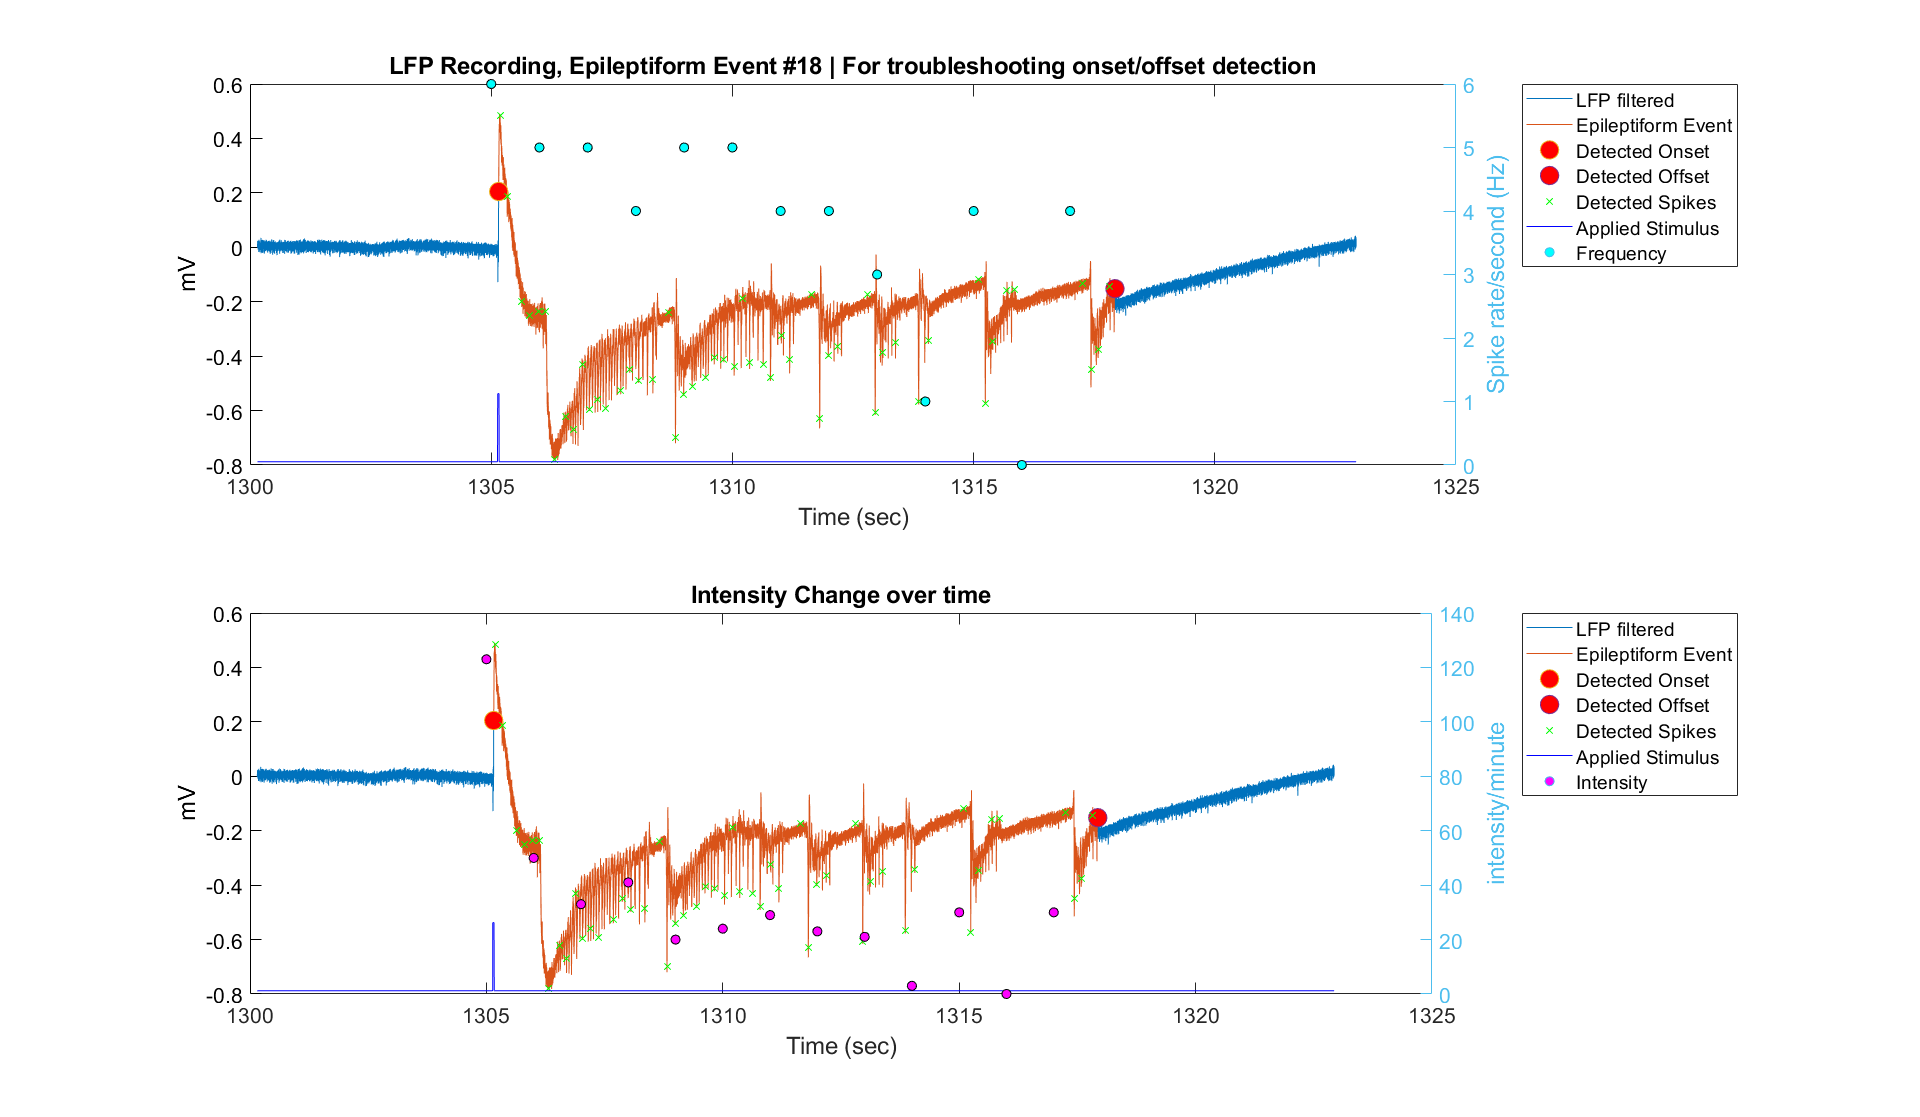 LFP Recording, Epileptiform Event #18 | For troubleshooting onset/offset detection
0.6
0.4
0.2
0
-0.2
-0.4
-0.6
-0.8
mV
1300
1305
1310
1315
1320
1325
Time (sec)
6
5
4
3
2
1
0
Spike rate/second (Hz)
LFP filtered
Epileptiform Event
Detected Onset
Detected Offset
Detected Spikes
Applied Stimulus
Frequency
Intensity Change over time
0.6
0.4
0.2
0
-0.2
-0.4
-0.6
-0.8
mV
1300
1305
1310
1315
1320
1325
Time (sec)
140
120
100
80
60
40
20
0
intensity/minute
LFP filtered
Epileptiform Event
Detected Onset
Detected Offset
Detected Spikes
Applied Stimulus
Intensity